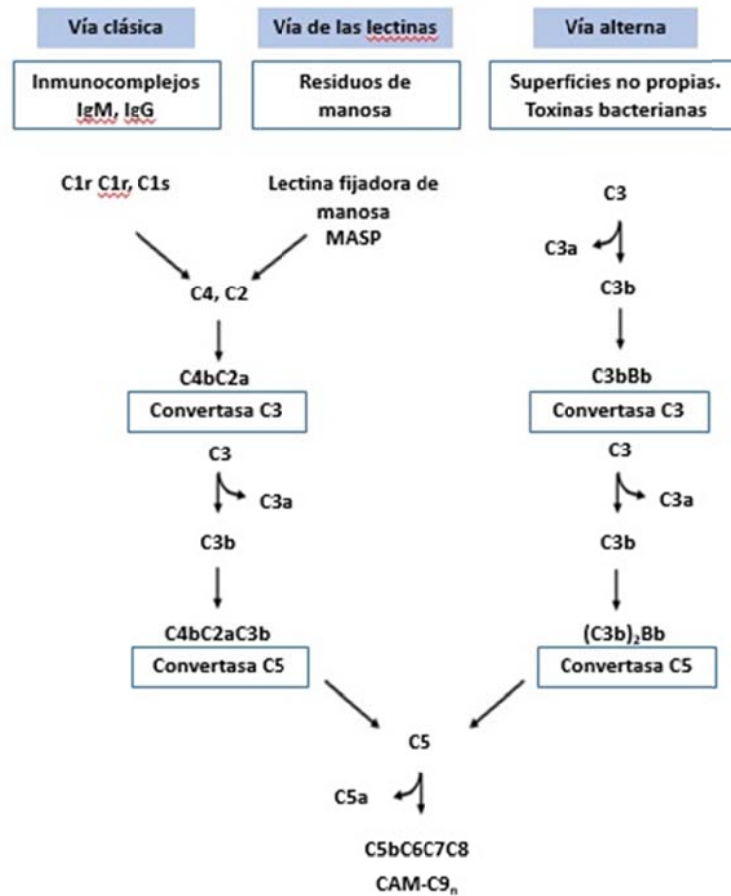 Vía clásica
Vía de las lectinas
Vía alterna
Inmunocomplejos
IgM, IgG
Residuos de
manosa
Superficies no propias.
Toxinas bacterianas
C1r C1r, C1s
Lectina fijadora de
manosa
MASP
C3
C3a
C3b
C4, C2
C4bC2a
Convertasa C3
C3bBb
Convertasa C3
C3
C3a
C3b
C3
C3a
C3b
C4bC2aC3b
Convertasa C5
(C3b)₂Bb
Convertasa C5
C5
C5a
C5bC6C7C8
CAM-C9ₙ